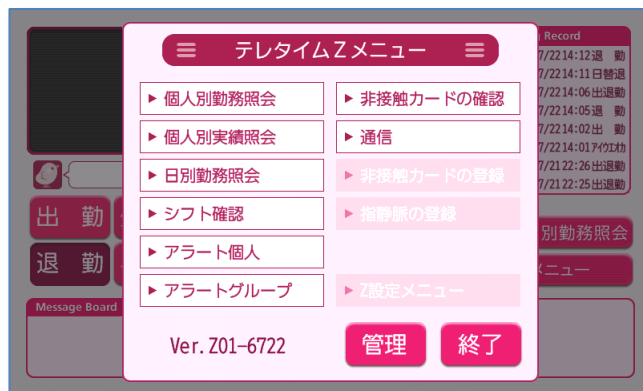 テレタイムZメニュー
個人別勤務照会
個人別実績照会
日別勤務照会
シフト確認
アラート個人
アラートグループ
非接触カードの確認
通信
非接触カードの登録
指静脈の登録
Z設定メニュー
Ver. Z01-6722
管理
終了
Record
7/22 14:12 退 勤
7/22 14:11 日替退
7/22 14:06 出退勤
7/22 14:05 退 勤
7/22 14:02 出 勤
7/22 14:01 アイウエオカ
7/21 22:26 出退勤
7/21 22:25 出退勤
出 勤
退 勤
別勤務照会
メニュー
Message Board